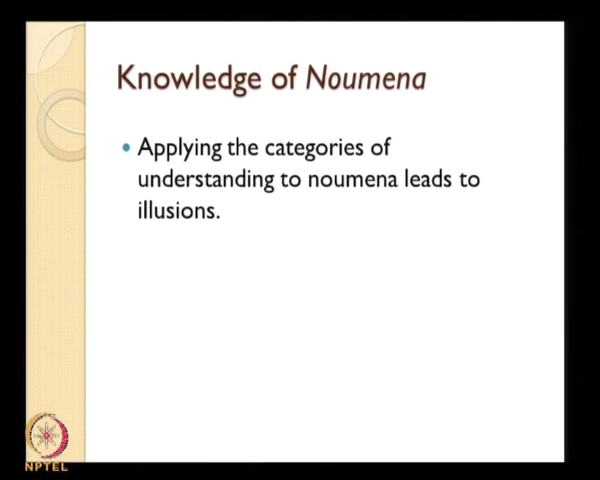 Knowledge of Noumena
• Applying the categories of
understanding to noumena leads to
illusions.
NPTEL